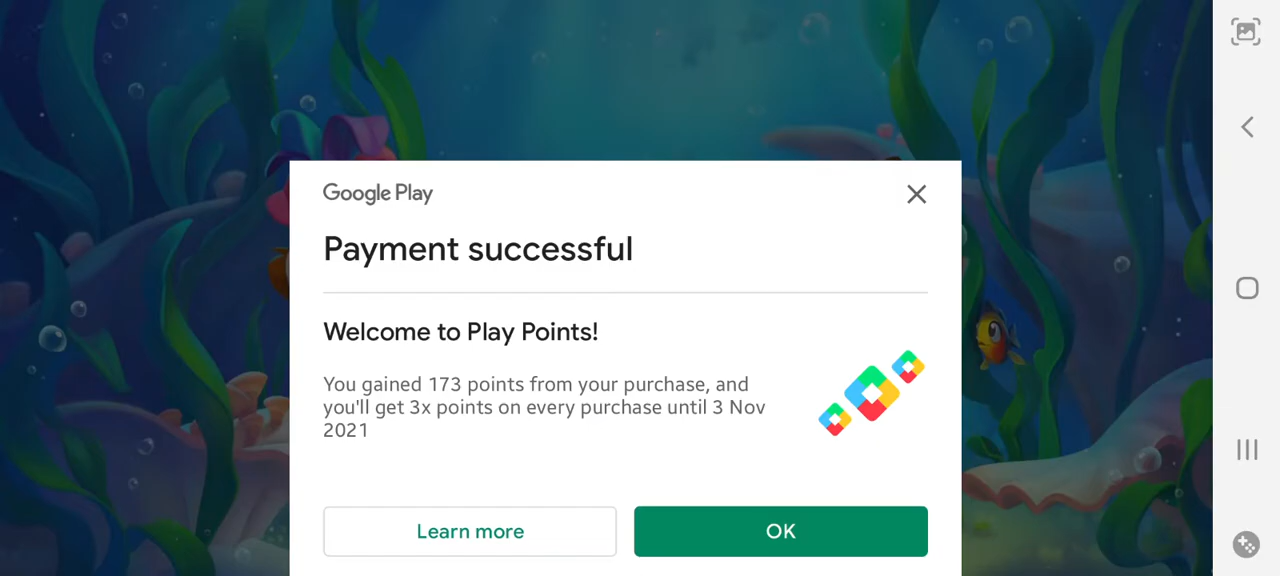 Google Play
Payment successful
Welcome to Play Points!
You gained 173 points from your purchase, and
you'll get 3x points on every purchase until 3 Nov
2021
Learn more
OK